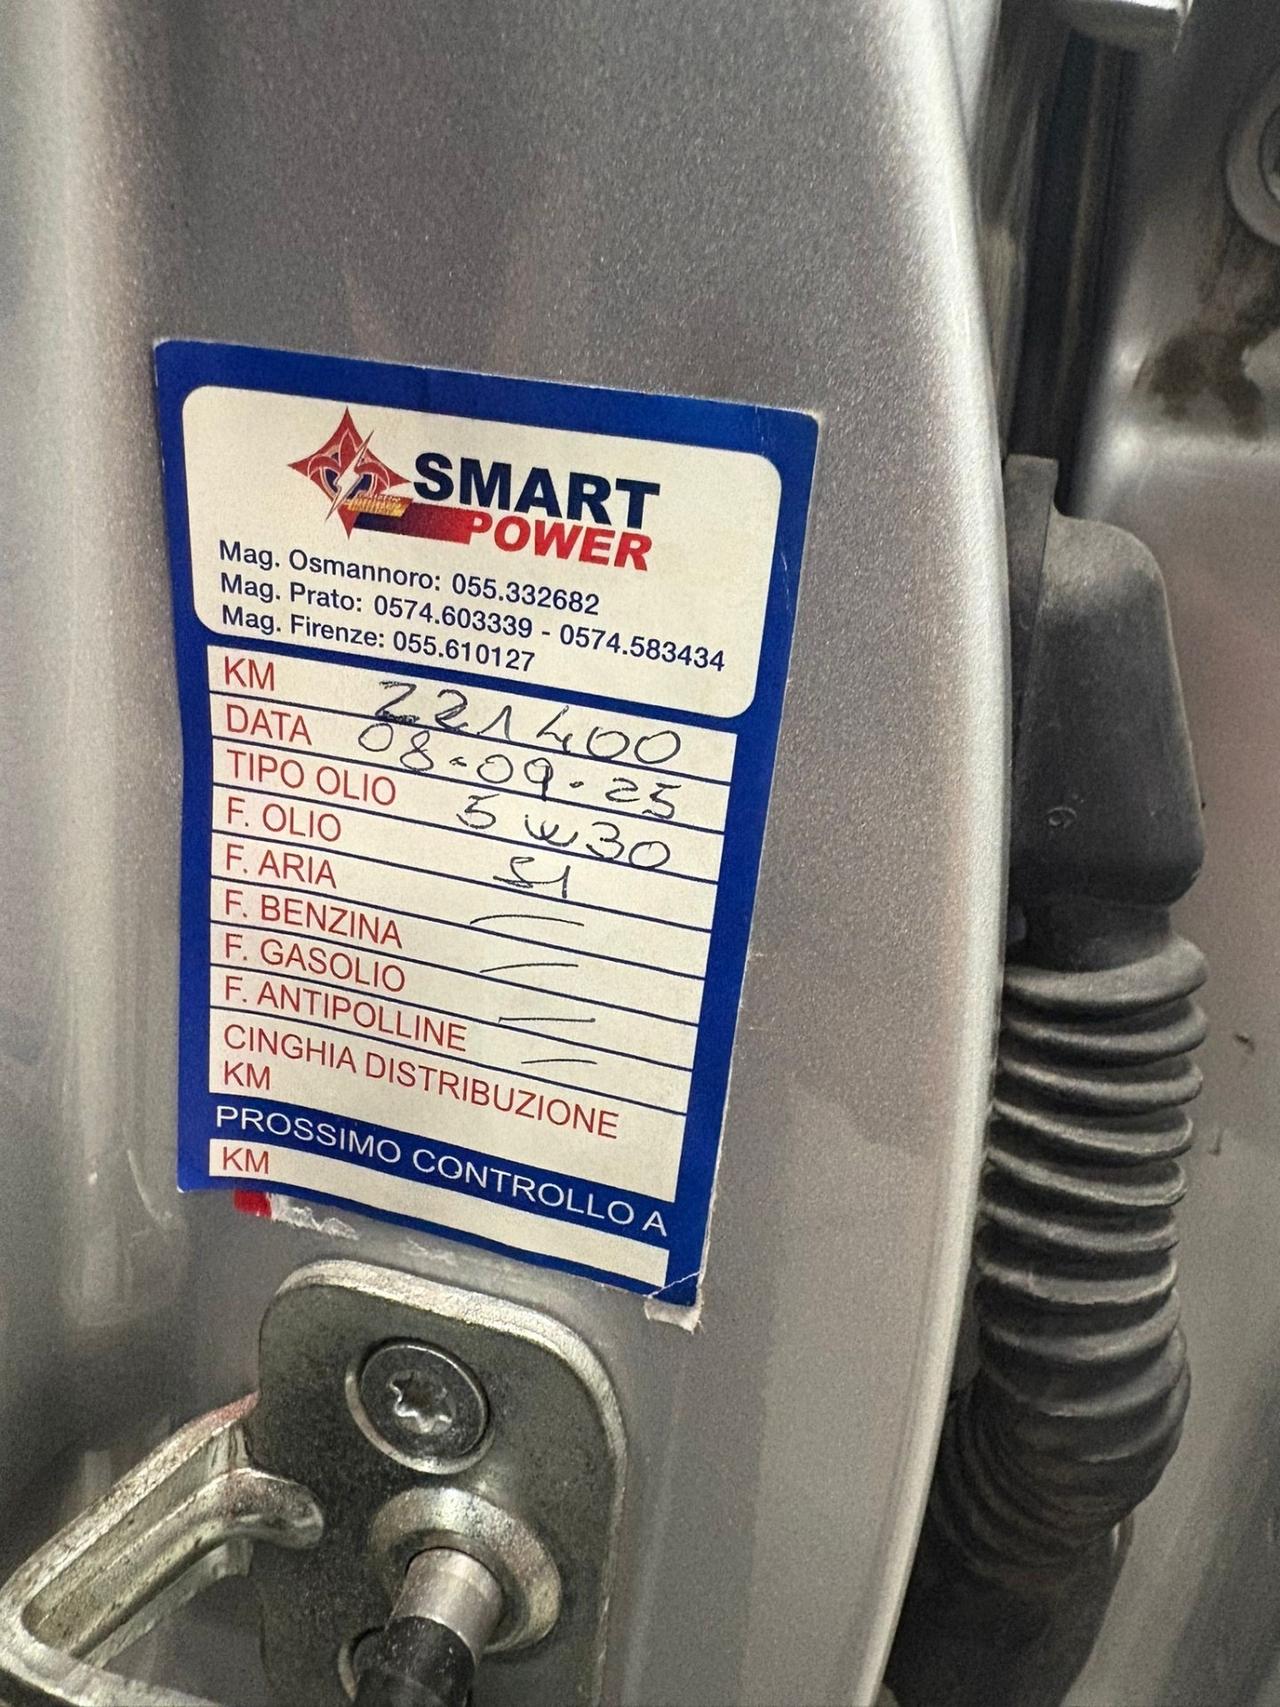 SMART
POWER
Mag. Osmannoro: 055.332682
Mag. Prato: 0574.603339 - 0574.583434
Mag. Firenze: 055.610127
KM 221400
DATA 08-09-25
TIPO OLIO 5w30
F. OLIO SI
F. ARIA —
F. BENZINA —
F. GASOLIO —
F. ANTIPOLLINE —
CINGHIA DISTRIBUZIONE
KM
PROSSIMO CONTROLLO A
KM